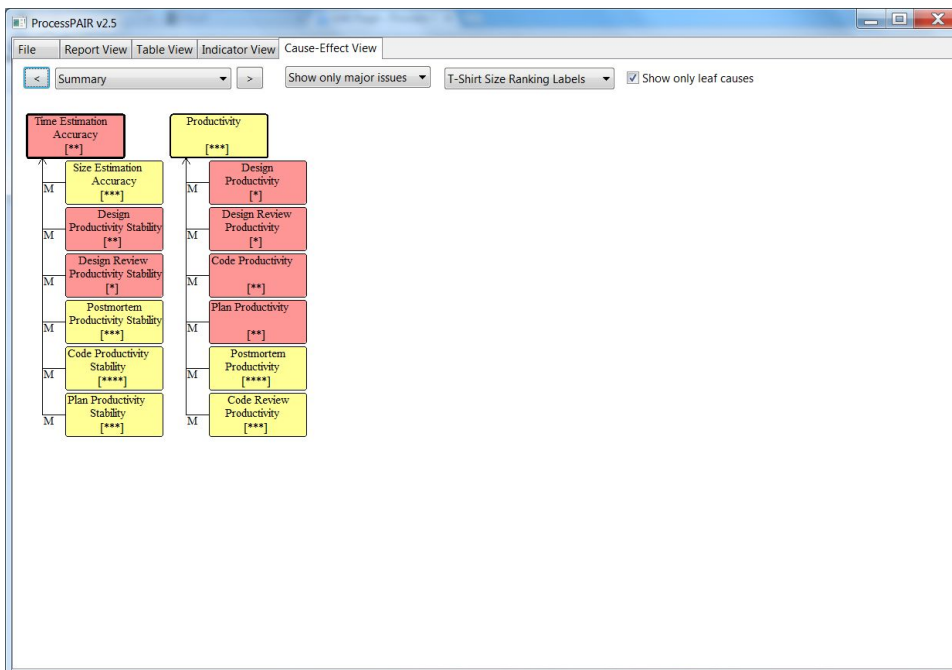 ProcessPAIR v2.5
File Report View Table View Indicator View Cause-Effect View
< Summary > Show only major issues T-Shirt Size Ranking Labels Show only leaf causes
Time Estimation
Accuracy
[**]
Size Estimation
Accuracy
[***]
M
Design
Productivity Stability
[**]
M
Design Review
Productivity Stability
[*]
M
Postmortem
Productivity Stability
[***]
M
Code Productivity
Stability
[****]
M
Plan Productivity
Stability
[***]
M
Productivity
[***]
Design
Productivity
[*]
M
Design Review
Productivity
[*]
M
Code Productivity
[**]
M
Plan Productivity
[**]
M
Postmortem
Productivity
[****]
M
Code Review
Productivity
[***]
M